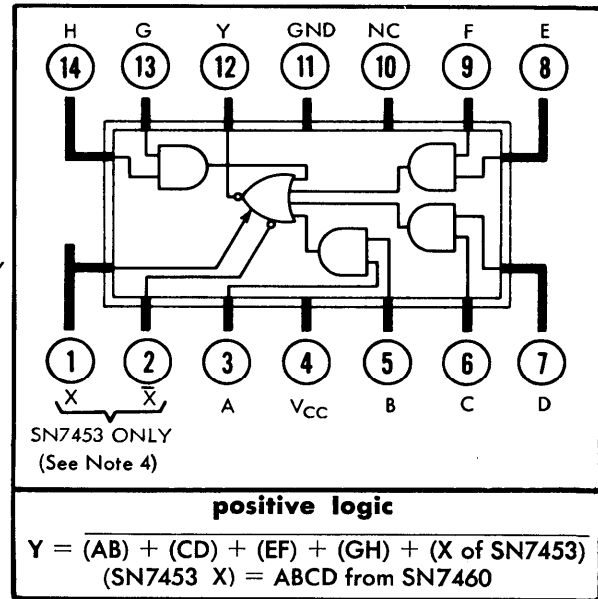 H G Y GND NC F E
14 13 12 11 10 9 8
1 2 3 4 5 6 7
X X̅ A VCC B C D
SN7453 ONLY
(See Note 4)
positive logic
Y = (AB) + (CD) + (EF) + (GH) + (X of SN7453)
(SN7453 X) = ABCD from SN7460